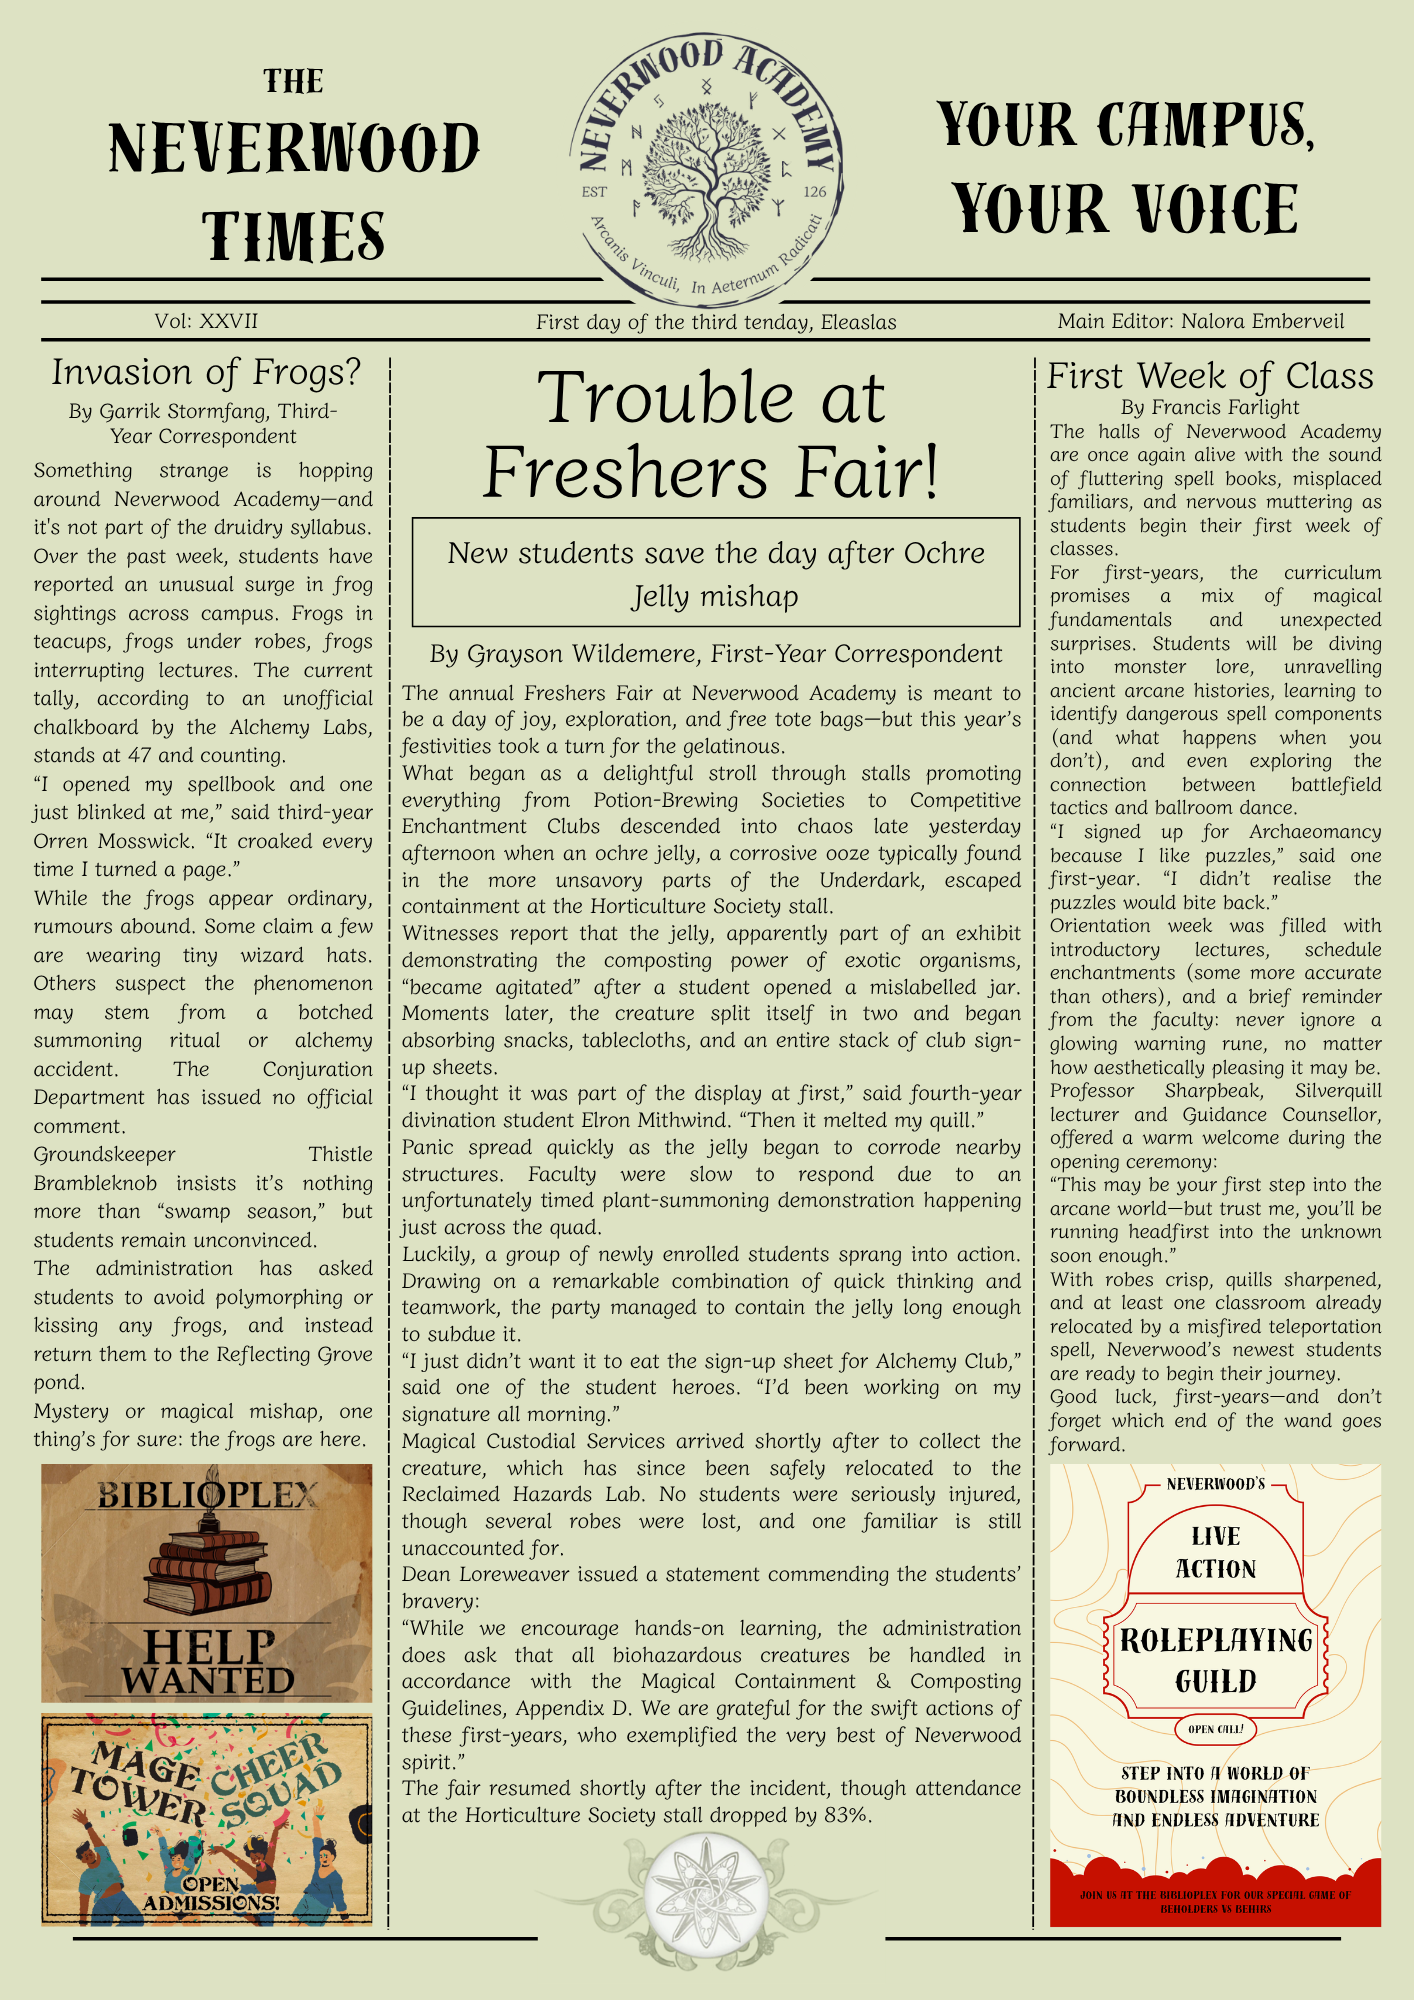 THE
NEVERWOOD
TIMES
NEVERWOOD ACADEMY
EST
126
Arcanis Vinculi, In Aeternum Radicati
YOUR CAMPUS,
YOUR VOICE
Vol: XXVII
First day of the third tenday, Eleaslas
Main Editor: Nalora Emberveil
Invasion of Frogs?
By Garrik Stormfang, Third-
Year Correspondent
Something strange is hopping
around Neverwood Academy—and
it's not part of the druidry syllabus.
Over the past week, students have
reported an unusual surge in frog
sightings across campus. Frogs in
teacups, frogs under robes, frogs
interrupting lectures. The current
tally, according to an unofficial
chalkboard by the Alchemy Labs,
stands at 47 and counting.
“I opened my spellbook and one
just blinked at me,” said third-year
Orren Mosswick. “It croaked every
time I turned a page.”
While the frogs appear ordinary,
rumours abound. Some claim a few
are wearing tiny wizard hats.
Others suspect the phenomenon
may stem from a botched
summoning ritual or alchemy
accident. The Conjuration
Department has issued no official
comment.
Groundskeeper Thistle
Brambleknob insists it’s nothing
more than “swamp season,” but
students remain unconvinced.
The administration has asked
students to avoid polymorphing or
kissing any frogs, and instead
return them to the Reflecting Grove
pond.
Mystery or magical mishap, one
thing’s for sure: the frogs are here.
BIBLIOPLEX
HELP
WANTED
MAGE
TOWER
CHEER
SQUAD
OPEN
ADMISSIONS!
Trouble at
Freshers Fair!
New students save the day after Ochre
Jelly mishap
By Grayson Wildemere, First-Year Correspondent
The annual Freshers Fair at Neverwood Academy is meant to
be a day of joy, exploration, and free tote bags—but this year’s
festivities took a turn for the gelatinous.
What began as a delightful stroll through stalls promoting
everything from Potion-Brewing Societies to Competitive
Enchantment Clubs descended into chaos late yesterday
afternoon when an ochre jelly, a corrosive ooze typically found
in the more unsavory parts of the Underdark, escaped
containment at the Horticulture Society stall.
Witnesses report that the jelly, apparently part of an exhibit
demonstrating the composting power of exotic organisms,
“became agitated” after a student opened a mislabelled jar.
Moments later, the creature split itself in two and began
absorbing snacks, tablecloths, and an entire stack of club sign-
up sheets.
“I thought it was part of the display at first,” said fourth-year
divination student Elron Mithwind. “Then it melted my quill.”
Panic spread quickly as the jelly began to corrode nearby
structures. Faculty were slow to respond due to an
unfortunately timed plant-summoning demonstration happening
just across the quad.
Luckily, a group of newly enrolled students sprang into action.
Drawing on a remarkable combination of quick thinking and
teamwork, the party managed to contain the jelly long enough
to subdue it.
“I just didn’t want it to eat the sign-up sheet for Alchemy Club,”
said one of the student heroes. “I’d been working on my
signature all morning.”
Magical Custodial Services arrived shortly after to collect the
creature, which has since been safely relocated to the
Reclaimed Hazards Lab. No students were seriously injured,
though several robes were lost, and one familiar is still
unaccounted for.
Dean Loreweaver issued a statement commending the students’
bravery:
“While we encourage hands-on learning, the administration
does ask that all biohazardous creatures be handled in
accordance with the Magical Containment & Composting
Guidelines, Appendix D. We are grateful for the swift actions of
these first-years, who exemplified the very best of Neverwood
spirit.”
The fair resumed shortly after the incident, though attendance
at the Horticulture Society stall dropped by 83%.
First Week of Class
By Francis Farlight
The halls of Neverwood Academy
are once again alive with the sound
of fluttering spell books, misplaced
familiars, and nervous muttering as
students begin their first week of
classes.
For first-years, the curriculum
promises a mix of magical
fundamentals and unexpected
surprises. Students will be diving
into monster lore, unravelling
ancient arcane histories, learning to
identify dangerous spell components
(and what happens when you
don’t), and even exploring the
connection between battlefield
tactics and ballroom dance.
“I signed up for Archaeomancy
because I like puzzles,” said one
first-year. “I didn’t realise the
puzzles would bite back.”
Orientation week was filled with
introductory lectures, schedule
enchantments (some more accurate
than others), and a brief reminder
from the faculty: never ignore a
glowing warning rune, no matter
how aesthetically pleasing it may be.
Professor Sharpbeak, Silverquill
lecturer and Guidance Counsellor,
offered a warm welcome during the
opening ceremony:
“This may be your first step into the
arcane world—but trust me, you’ll be
running headfirst into the unknown
soon enough.”
With robes crisp, quills sharpened,
and at least one classroom already
relocated by a misfired teleportation
spell, Neverwood’s newest students
are ready to begin their journey.
Good luck, first-years—and don’t
forget which end of the wand goes
forward.
NEVERWOOD'S
LIVE
ACTION
ROLEPLAYING
GUILD
OPEN CALL!
STEP INTO A WORLD OF
BOUNDLESS IMAGINATION
AND ENDLESS ADVENTURE
JOIN US AT THE BIBLIOPLEX FOR OUR SPECIAL GAME OF
BEHOLDERS VS BEHIRS